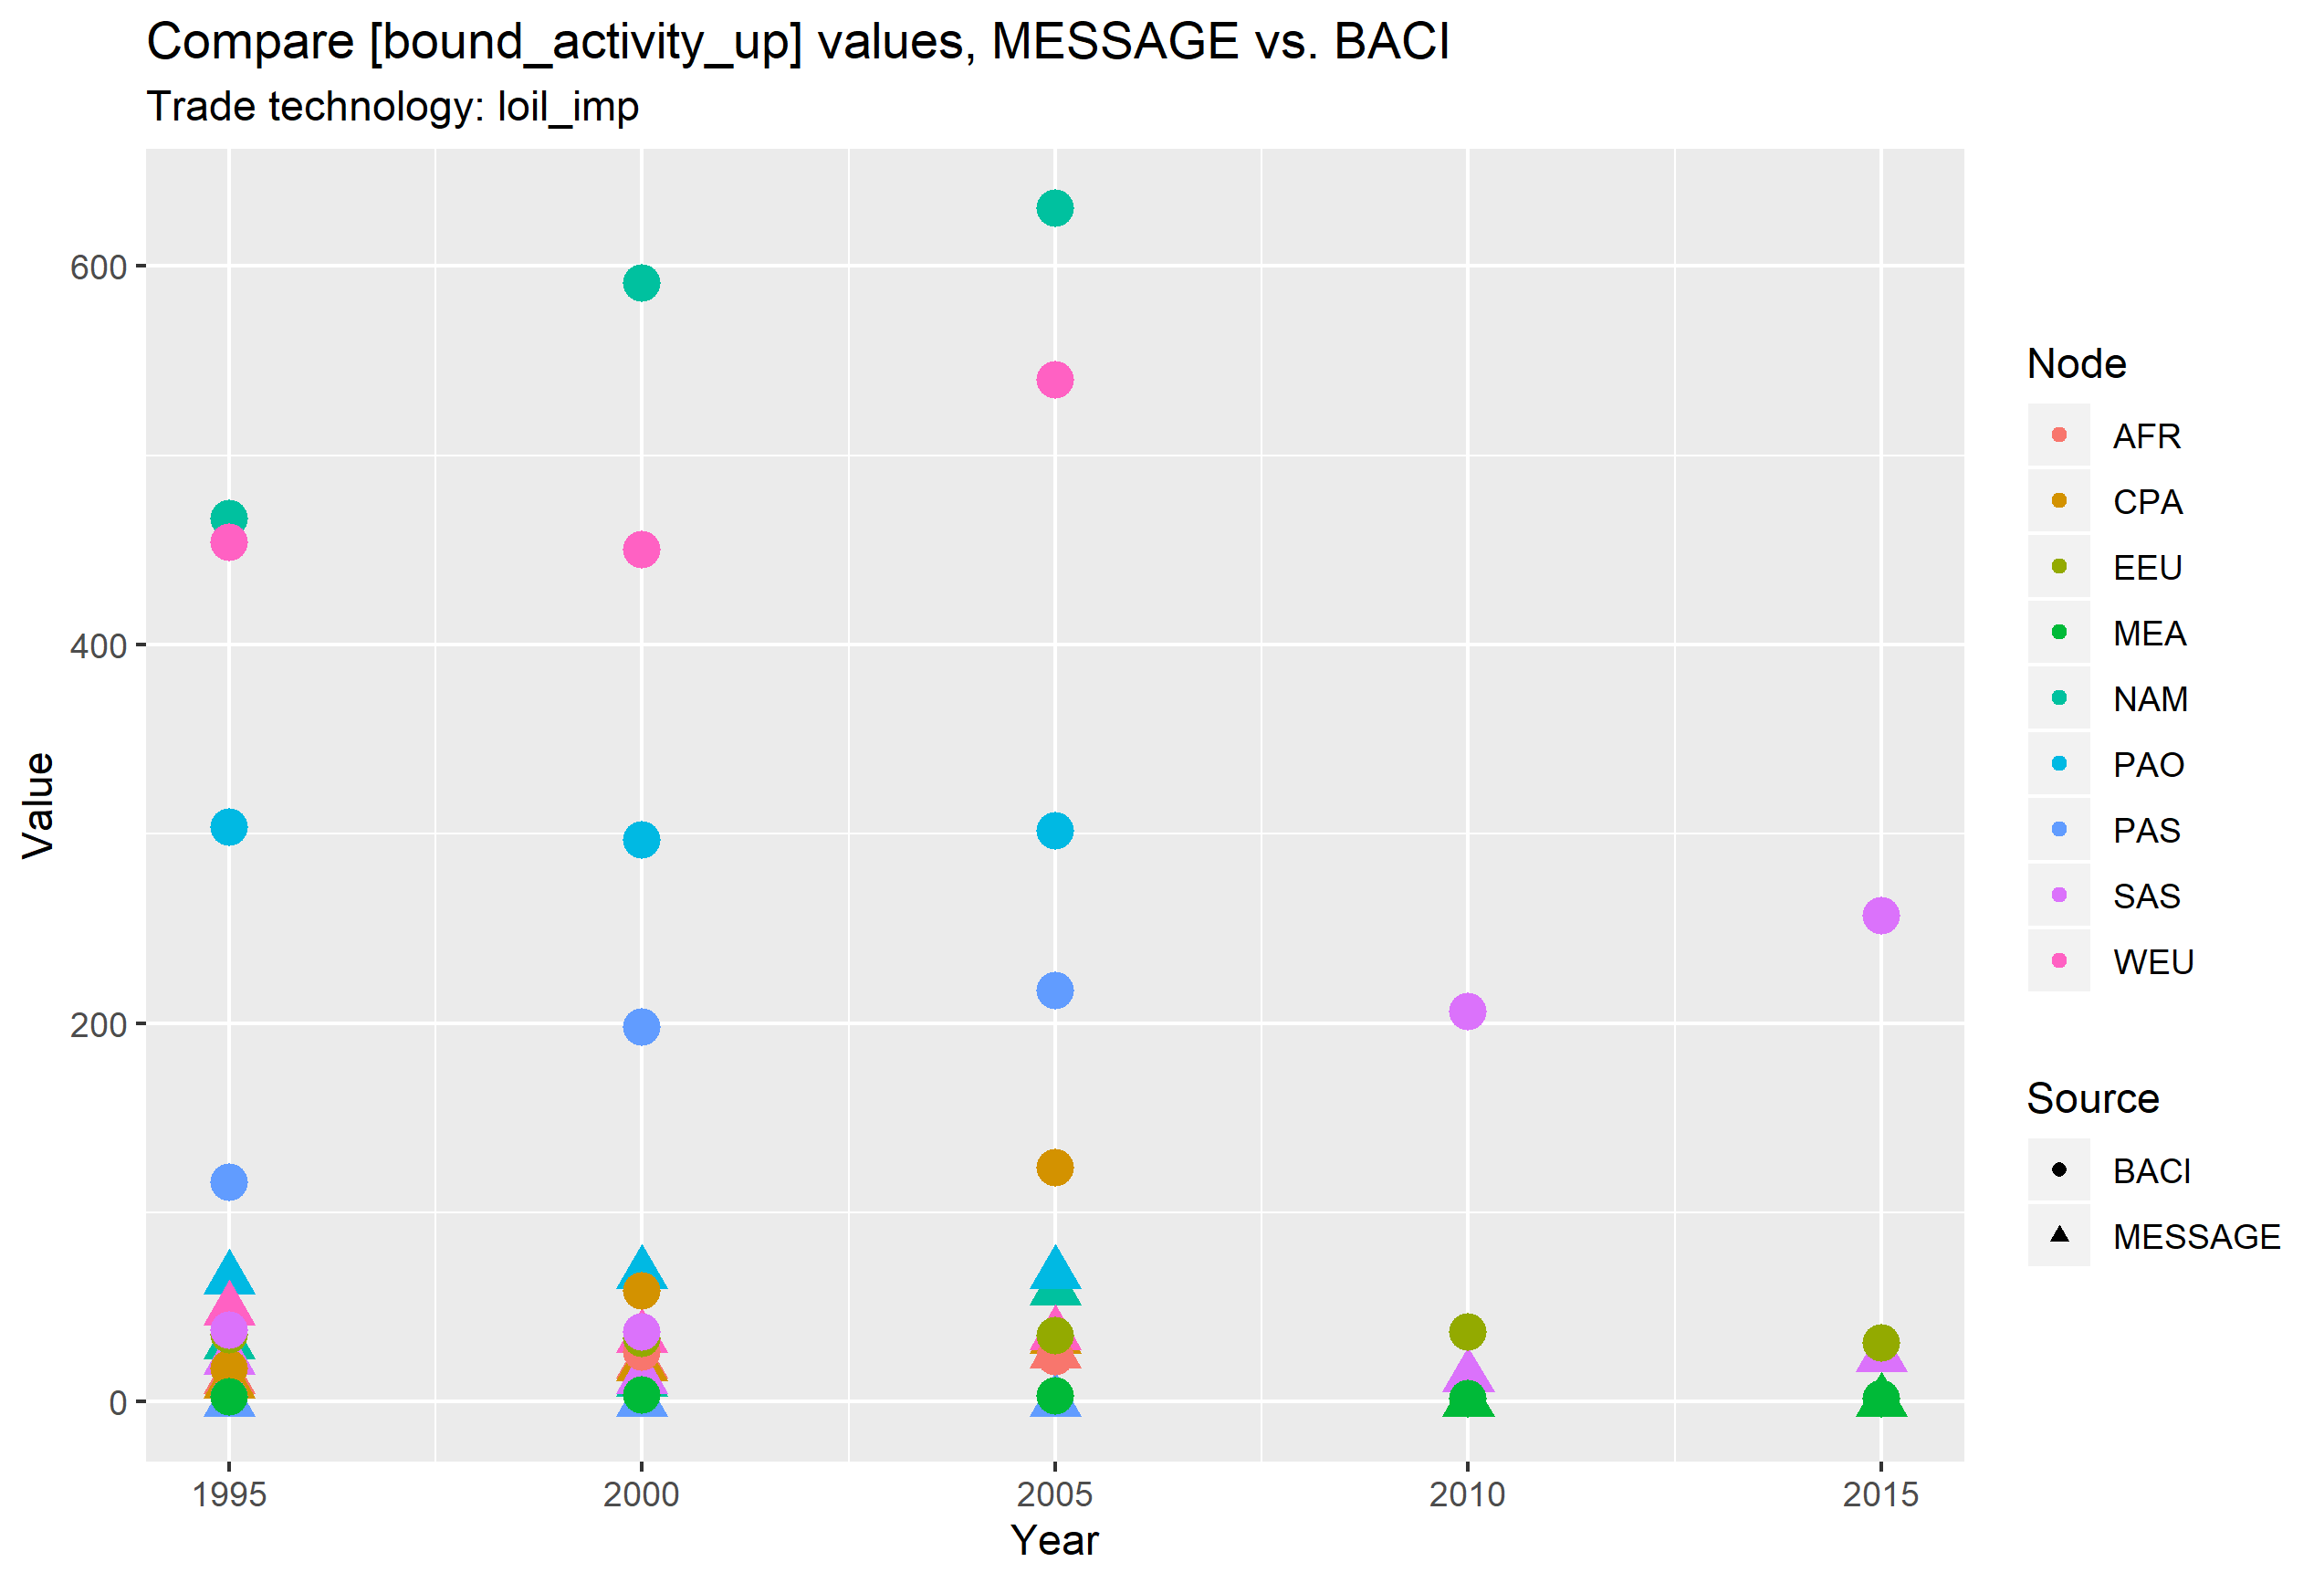 Compare [bound_activity_up] values, MESSAGE vs. BACI
Trade technology: loil_imp
600
400
200
0
Value
1995 2000 2005 2010 2015
Year
Node
AFR
CPA
EEU
MEA
NAM
PAO
PAS
SAS
WEU
Source
BACI
MESSAGE